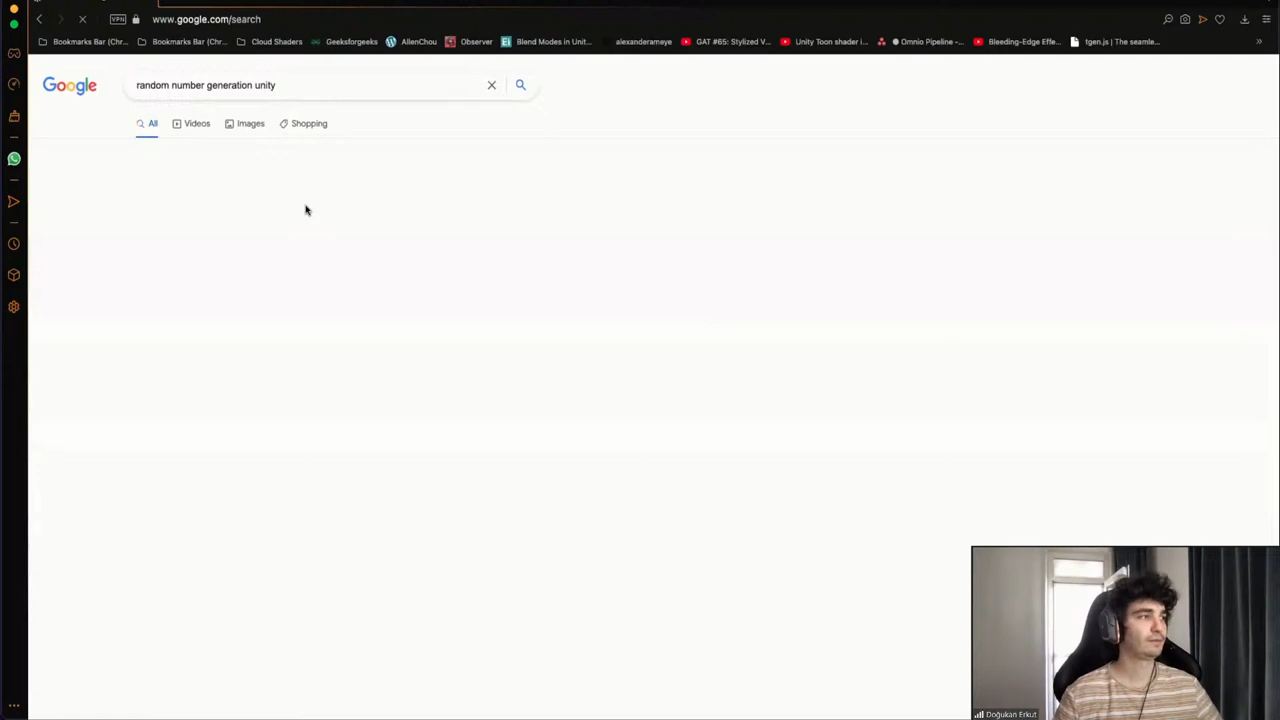 VPN
www.google.com/search
Bookmarks Bar (Chr...
Bookmarks Bar (Chr...
Cloud Shaders
Geeksforgeeks
AllenChou
Observer
Blend Modes in Unit...
alexanderameye
GAT #65: Stylized V...
Unity Toon shader i...
Omnio Pipeline -...
Bleeding-Edge Effe...
tgen.js | The seamle...
Google
random number generation unity
All
Videos
Images
Shopping
Doğukan Erkut